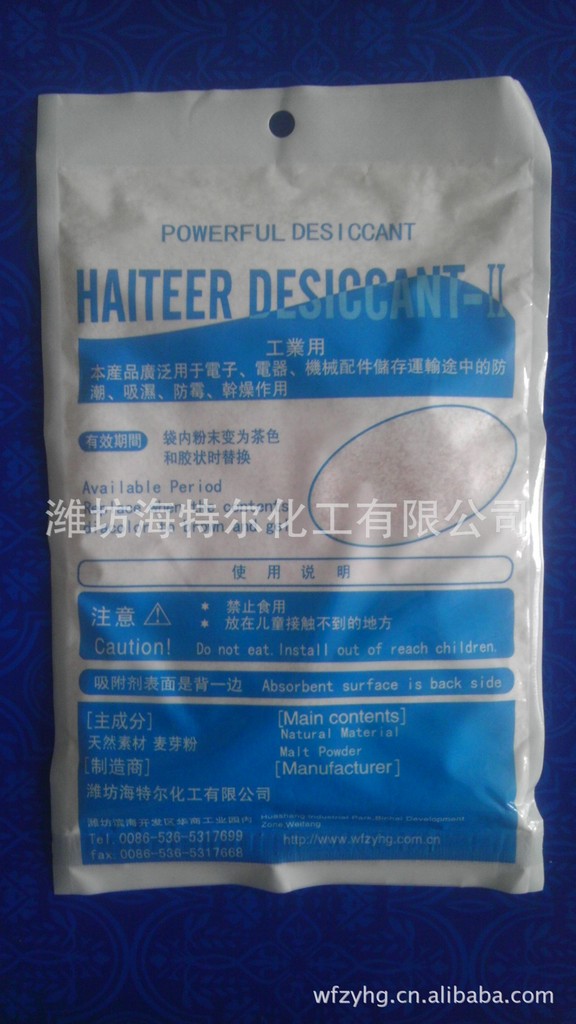 POWERFUL DESICCANT
HAITEER DESICCANT-II
工業用
本産品廣泛用于電子、電器、機械配件儲存運輸途中的防
潮、吸濕、防霉、幹燥作用
有效期間
袋内粉末变为茶色
和胶状时替换
Available Period
潍坊海特尔化工有限公司
使用说明
注意
* 禁止食用
* 放在儿童接触不到的地方
Caution! Do not eat. Install out of reach children.
吸附剂表面是背一边 Absorbent surface is back side
[主成分] [Main contents]
天然素材 麦芽粉 Natural Material
Malt Powder
[制造商] [Manufacturer]
潍坊海特尔化工有限公司
Zone Weifang
Tel. 0086-536-5317699 http://www.wfzyhg.com.cn
fax. 0086-536-5317668
wfzyhg.cn.alibaba.com